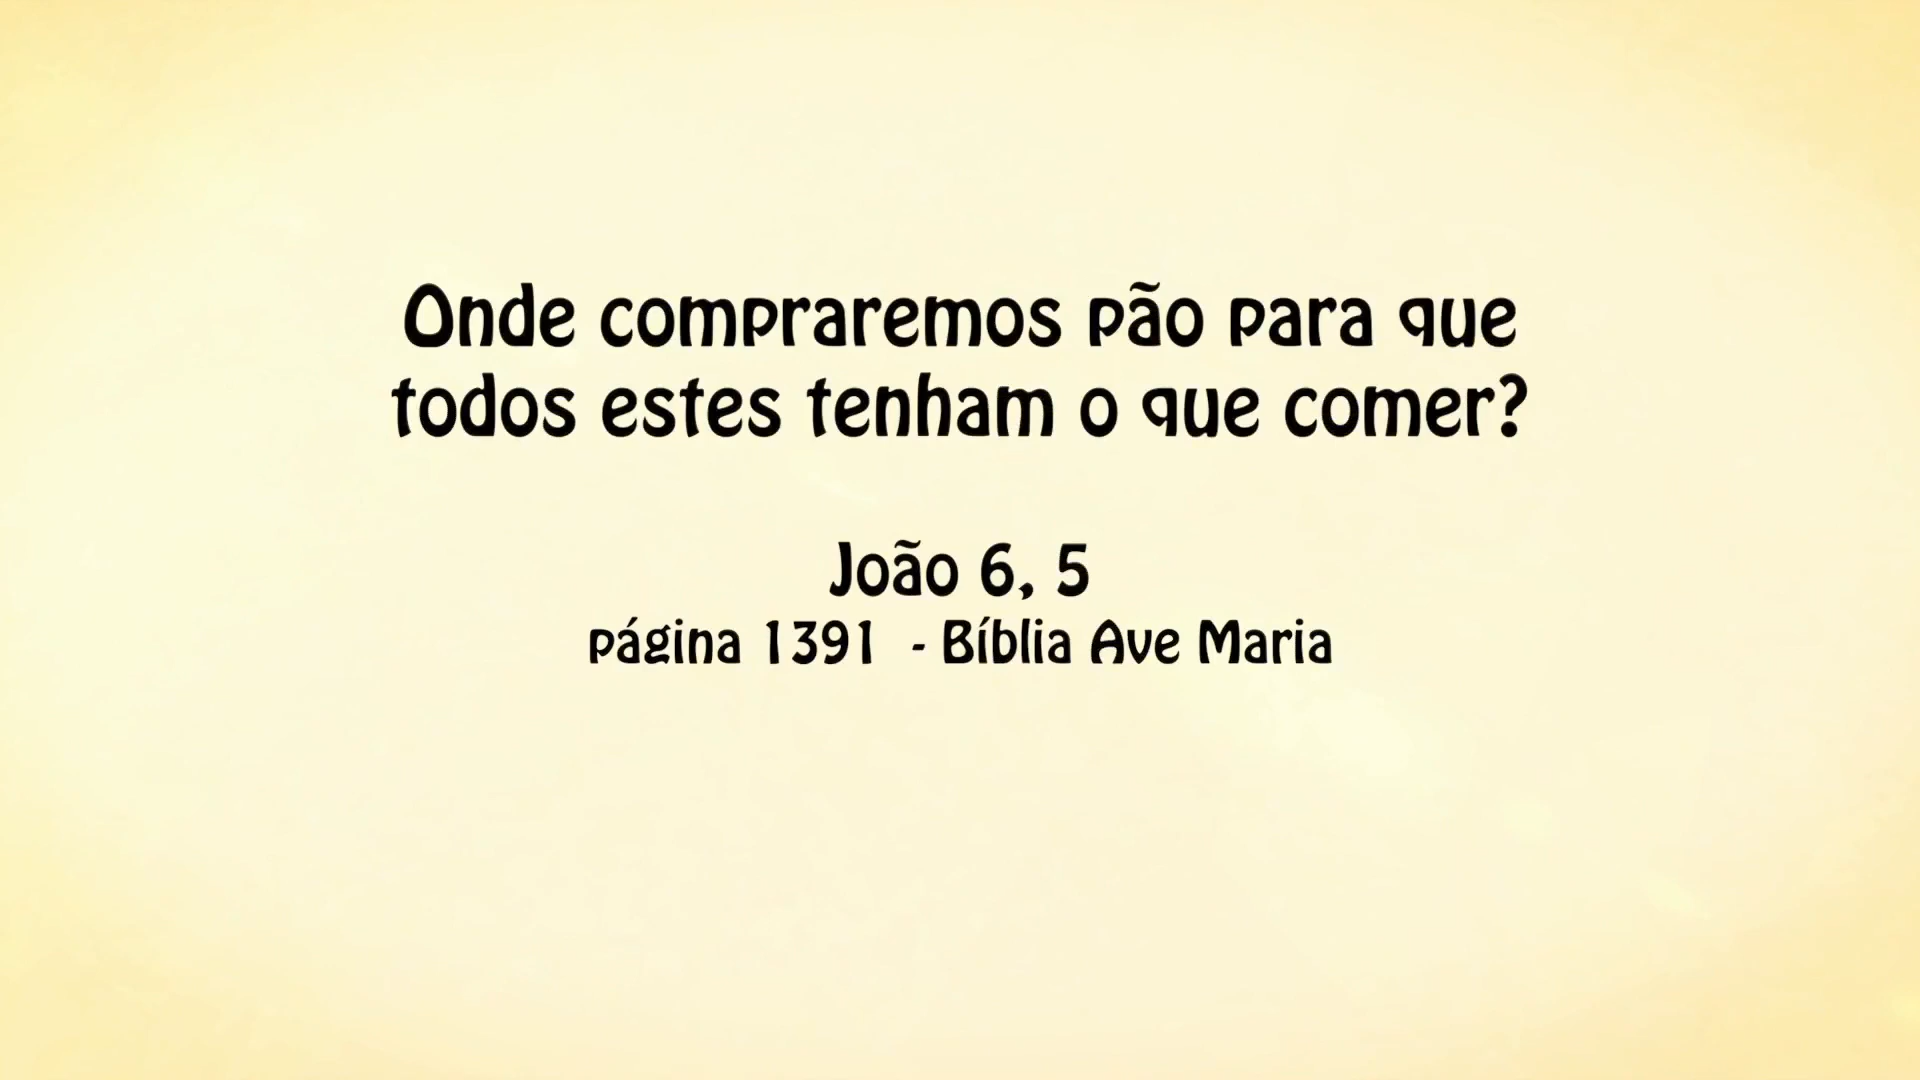 Onde compraremos pão para que
todos estes tenham o que comer?
João 6, 5
página 1391 - Bíblia Ave Maria